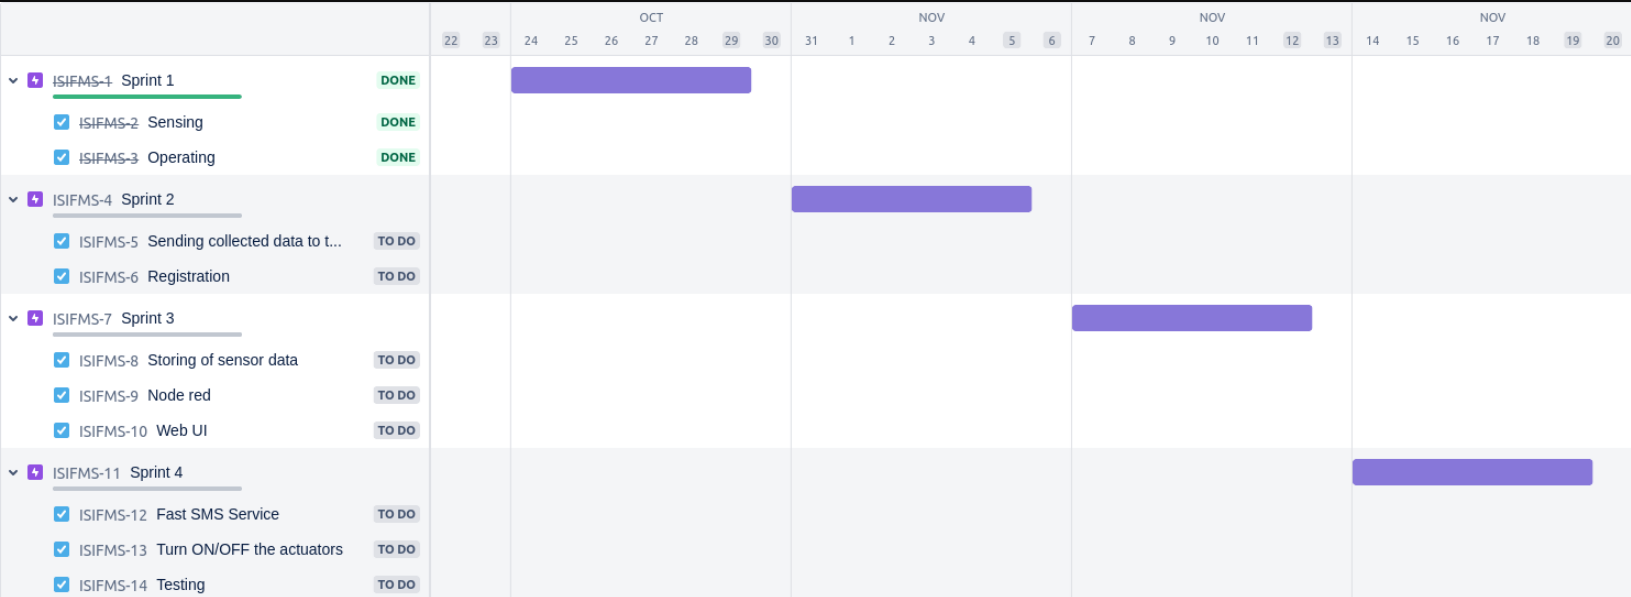 OCT NOV NOV NOV
22 23 24 25 26 27 28 29 30 31 1 2 3 4 5 6 7 8 9 10 11 12 13 14 15 16 17 18 19 20
ISIFMS-1 Sprint 1 DONE
ISIFMS-2 Sensing DONE
ISIFMS-3 Operating DONE
ISIFMS-4 Sprint 2
ISIFMS-5 Sending collected data to t... TO DO
ISIFMS-6 Registration TO DO
ISIFMS-7 Sprint 3
ISIFMS-8 Storing of sensor data TO DO
ISIFMS-9 Node red TO DO
ISIFMS-10 Web UI TO DO
ISIFMS-11 Sprint 4
ISIFMS-12 Fast SMS Service TO DO
ISIFMS-13 Turn ON/OFF the actuators TO DO
ISIFMS-14 Testing TO DO